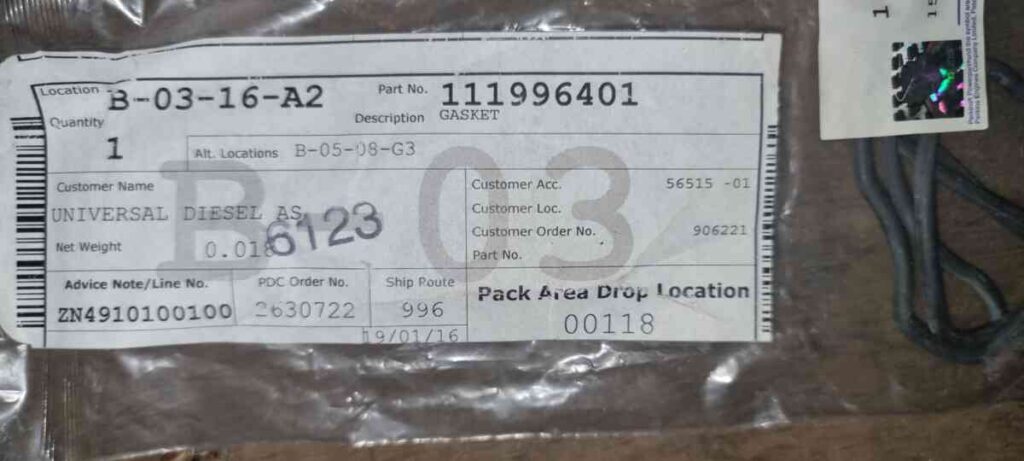 Location B-03-16-A2 Part No. 111996401
Quantity Description GASKET
1 Alt. Locations B-05-08-G3
B 03
Customer Name Customer Acc. 56515 -01
UNIVERSAL DIESEL AS Customer Loc.
6123
Net Weight 0.018 Customer Order No. 906221
Part No.
Advice Note/Line No. PDC Order No. Ship Route Pack Area Drop Location
ZN4910100100 2630722 996 00118
19/01/16
1